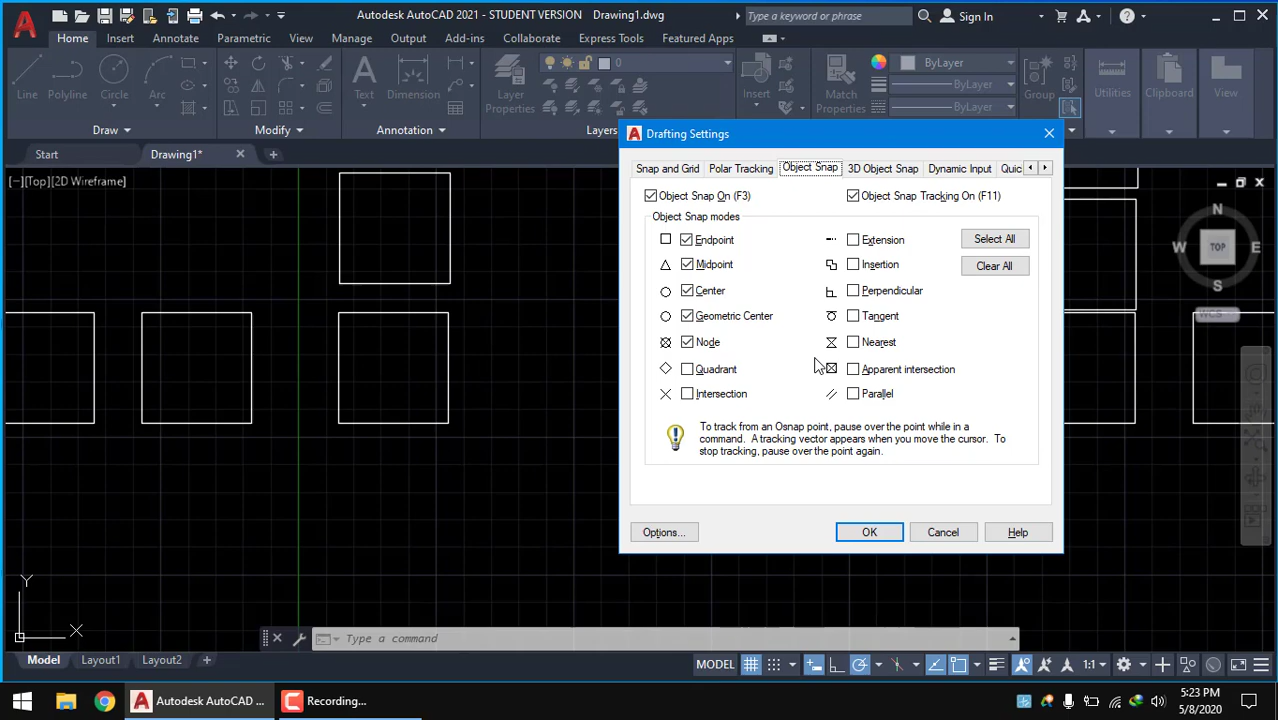 Autodesk AutoCAD 2021 - STUDENT VERSION Drawing1.dwg
Type a keyword or phrase
Sign In
Home Insert Annotate Parametric View Manage Output Add-ins Collaborate Express Tools Featured Apps
Line Polyline Circle Arc
Text Dimension
Layer
Properties
0
Insert
Match
Properties
ByLayer
ByLayer
ByLayer
Group
Utilities
Clipboard
View
Draw Modify Annotation Layers
Start Drawing1*
[−][Top][2D Wireframe]
Drafting Settings
Snap and Grid Polar Tracking Object Snap 3D Object Snap Dynamic Input Quic
Object Snap On (F3) Object Snap Tracking On (F11)
Object Snap modes
Endpoint Extension Select All
Midpoint Insertion Clear All
Center Perpendicular
Geometric Center Tangent
Node Nearest
Quadrant Apparent intersection
Intersection Parallel
To track from an Osnap point, pause over the point while in a
command. A tracking vector appears when you move the cursor. To
stop tracking, pause over the point again.
Options... OK Cancel Help
N
W TOP E
S
WCS
Y
X
Type a command
Model Layout1 Layout2
MODEL 1:1
Autodesk AutoCAD ... Recording...
5:23 PM
5/8/2020